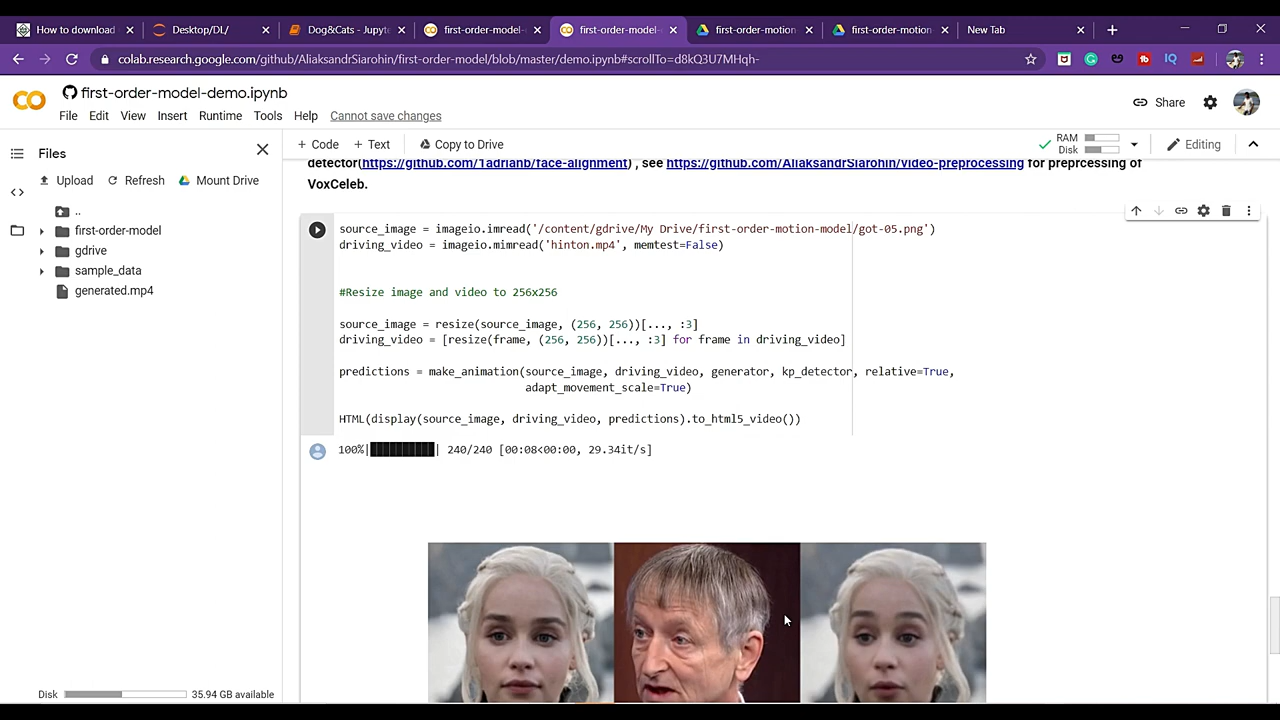 How to download
Desktop/DL/
Dog&Cats - Jupyte
first-order-model-
first-order-model-
first-order-motion
first-order-motion
New Tab
colab.research.google.com/github/AliaksandrSiarohin/first-order-model/blob/master/demo.ipynb#scrollTo=d8kQ3U7MHqh-
first-order-model-demo.ipynb
Share
File Edit View Insert Runtime Tools Help Cannot save changes
Files
+ Code + Text Copy to Drive
RAM
Disk
Editing
Upload Refresh Mount Drive
..
first-order-model
gdrive
sample_data
generated.mp4
Disk 35.94 GB available
detector(https://github.com/1adrianb/face-alignment) , see https://github.com/AliaksandrSiarohin/video-preprocessing for preprcessing of
VoxCeleb.
source_image = imageio.imread('/content/gdrive/My Drive/first-order-motion-model/got-05.png')
driving_video = imageio.mimread('hinton.mp4', memtest=False)
#Resize image and video to 256x256
source_image = resize(source_image, (256, 256))[..., :3]
driving_video = [resize(frame, (256, 256))[..., :3] for frame in driving_video]
predictions = make_animation(source_image, driving_video, generator, kp_detector, relative=True,
adapt_movement_scale=True)
HTML(display(source_image, driving_video, predictions).to_html5_video())
100%|██████████| 240/240 [00:08<00:00, 29.34it/s]